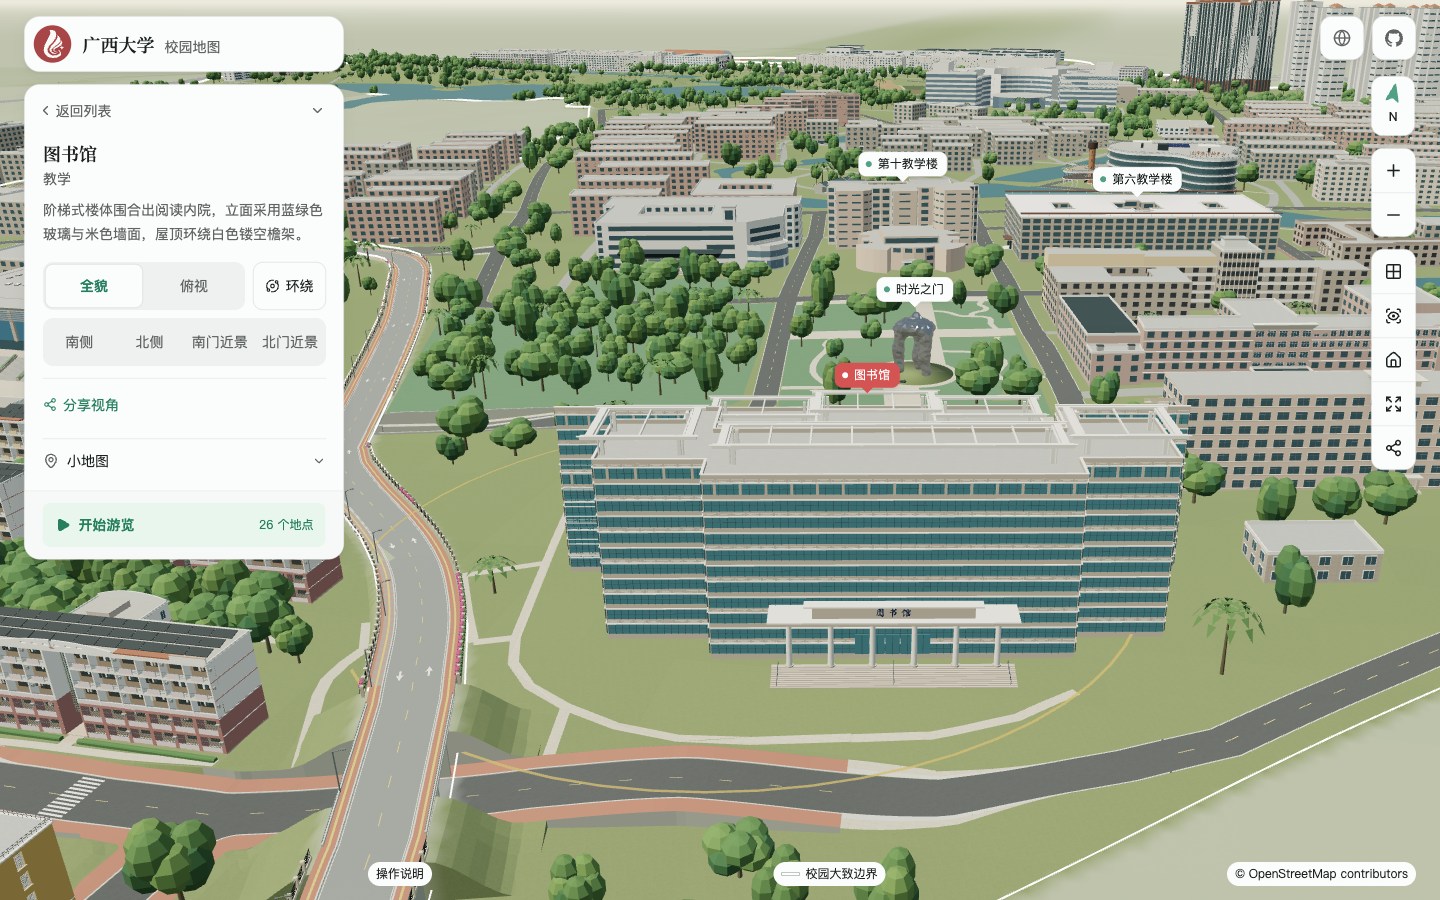 广西大学 校园地图
返回列表
图书馆
教学
阶梯式楼体围合出阅读内院，立面采用蓝绿色
玻璃与米色墙面，屋顶环绕白色镂空檐架。
全貌 俯视 环绕
南侧 北侧 南门近景 北门近景
分享视角
小地图
开始游览 26 个地点
第十教学楼
第六教学楼
时光之门
图书馆
图书馆
N
操作说明
校园大致边界
© OpenStreetMap contributors